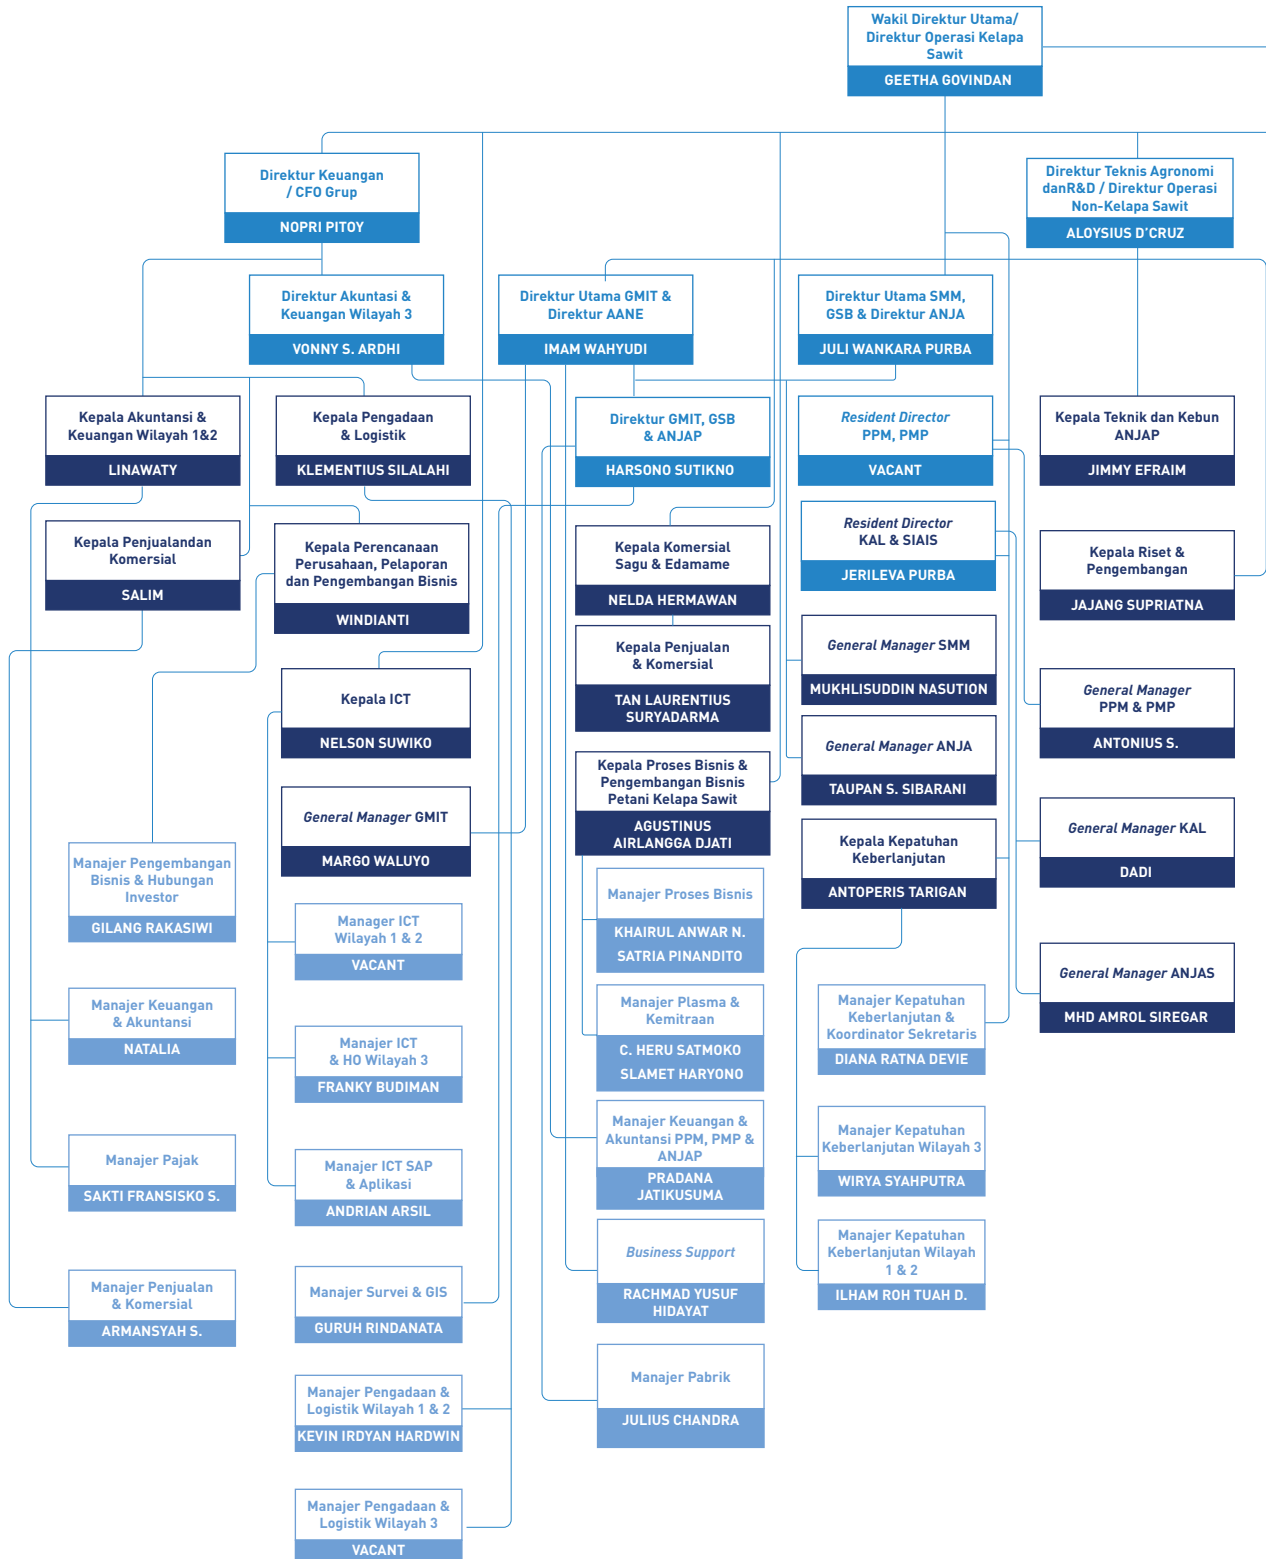 Wakil Direktur Utama/
Direktur Operasi Kelapa
Sawit
GEETHA GOVINDAN
Direktur Keuangan
/ CFO Grup
NOPRI PITOY
Direktur Teknis Agronomi
danR&D / Direktur Operasi
Non-Kelapa Sawit
ALOYSIUS D'CRUZ
Direktur Akuntasi &
Keuangan Wilayah 3
VONNY S. ARDHI
Direktur Utama GMIT &
Direktur AANE
IMAM WAHYUDI
Direktur Utama SMM,
GSB & Direktur ANJA
JULI WANKARA PURBA
Kepala Akuntansi &
Keuangan Wilayah 1&2
LINAWATY
Kepala Pengadaan
& Logistik
KLEMENTIUS SILALAHI
Direktur GMIT, GSB
& ANJAP
HARSONO SUTIKNO
Resident Director
PPM, PMP
VACANT
Kepala Teknik dan Kebun
ANJAP
JIMMY EFRAIM
Kepala Penjualandan
Komersial
SALIM
Kepala Perencanaan
Perusahaan, Pelaporan
dan Pengembangan Bisnis
WINDIANTI
Kepala Komersial
Sagu & Edamame
NELDA HERMAWAN
Resident Director
KAL & SIAIS
JERILEVA PURBA
Kepala Riset &
Pengembangan
JAJANG SUPRIATNA
Kepala ICT
NELSON SUWIKO
Kepala Penjualan
& Komersial
TAN LAURENTIUS
SURYADARMA
General Manager SMM
MUKHLISUDDIN NASUTION
General Manager
PPM & PMP
ANTONIUS S.
General Manager GMIT
MARGO WALUYO
Kepala Proses Bisnis &
Pengembangan Bisnis
Petani Kelapa Sawit
AGUSTINUS
AIRLANGGA DJATI
General Manager ANJA
TAUPAN S. SIBARANI
Kepala Kepatuhan
Keberlanjutan
ANTOPERIS TARIGAN
General Manager KAL
DADI
Manajer Pengembangan
Bisnis & Hubungan
Investor
GILANG RAKASIWI
Manager ICT
Wilayah 1 & 2
VACANT
Manajer Proses Bisnis
KHAIRUL ANWAR N.
SATRIA PINANDITO
General Manager ANJAS
MHD AMROL SIREGAR
Manajer Keuangan
& Akuntansi
NATALIA
Manajer ICT
& HO Wilayah 3
FRANKY BUDIMAN
Manajer Plasma &
Kemitraan
C. HERU SATMOKO
SLAMET HARYONO
Manajer Kepatuhan
Keberlanjutan &
Koordinator Sekretaris
DIANA RATNA DEVIE
Manajer Pajak
SAKTI FRANSISKO S.
Manajer ICT SAP
& Aplikasi
ANDRIAN ARSIL
Manajer Keuangan &
Akuntansi PPM, PMP &
ANJAP
PRADANA
JATIKUSUMA
Manajer Kepatuhan
Keberlanjutan Wilayah 3
WIRYA SYAHPUTRA
Manajer Penjualan
& Komersial
ARMANSYAH S.
Manajer Survei & GIS
GURUH RINDANATA
Business Support
RACHMAD YUSUF
HIDAYAT
Manajer Kepatuhan
Keberlanjutan Wilayah
1 & 2
ILHAM ROH TUAH D.
Manajer Pengadaan &
Logistik Wilayah 1 & 2
KEVIN IRDYAN HARDWIN
Manajer Pabrik
JULIUS CHANDRA
Manajer Pengadaan &
Logistik Wilayah 3
VACANT